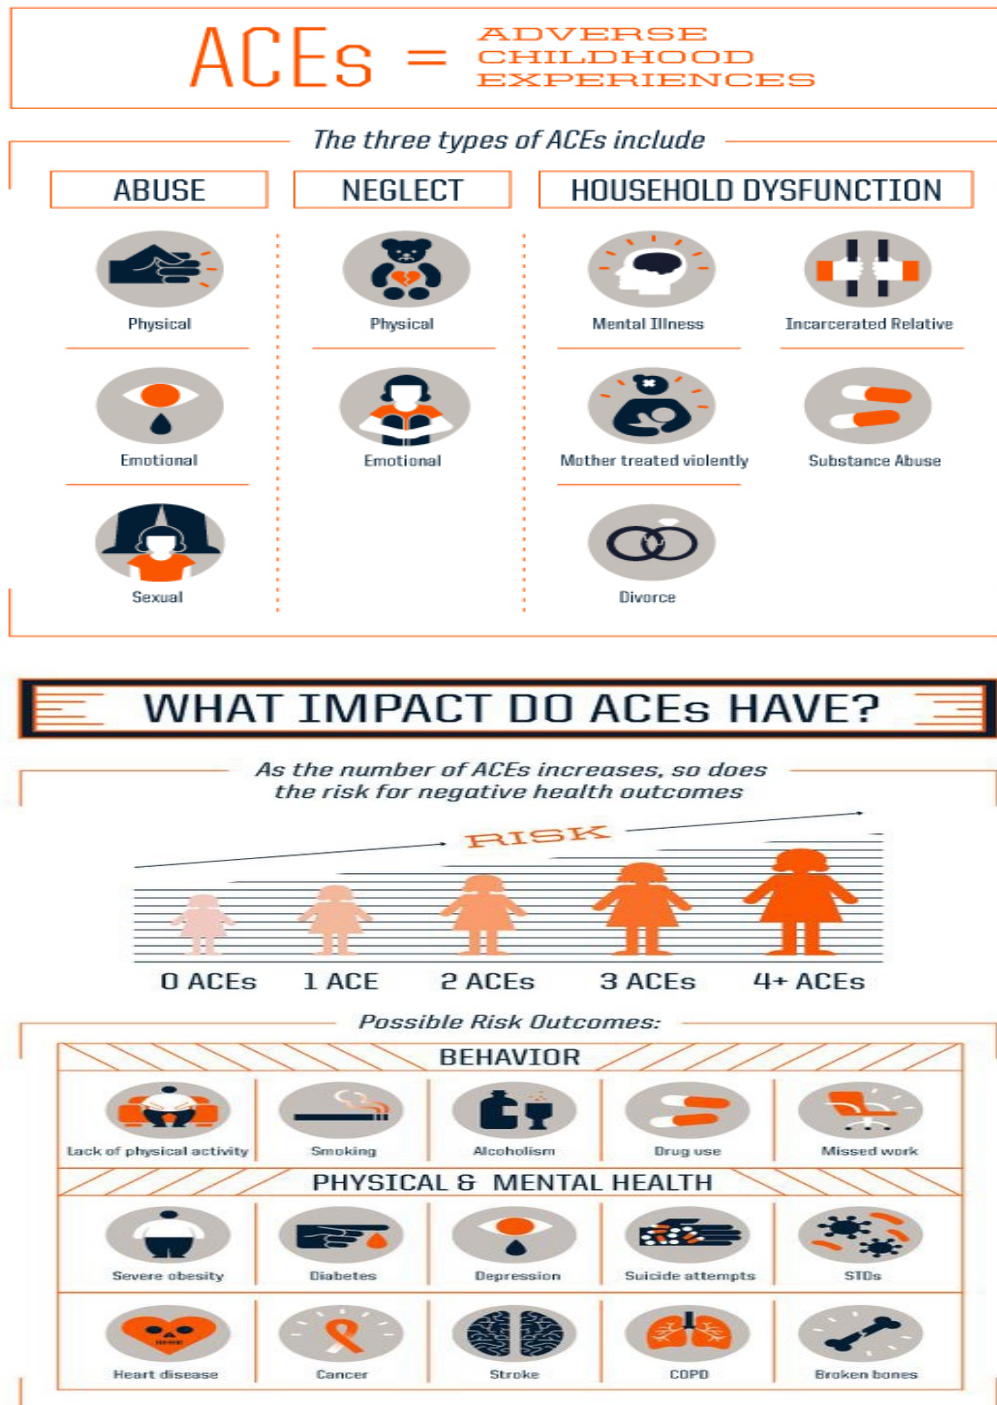 ACEs =
ADVERSE
CHILDHOOD
EXPERIENCES
The three types of ACEs include
ABUSE
NEGLECT
HOUSEHOLD DYSFUNCTION
Physical
Physical
Mental Illness
Incarcerated Relative
Emotional
Emotional
Mother treated violently
Substance Abuse
Sexual
Divorce
WHAT IMPACT DO ACEs HAVE?
As the number of ACEs increases, so does
the risk for negative health outcomes
RISK
0 ACEs
1 ACE
2 ACEs
3 ACEs
4+ ACEs
Possible Risk Outcomes:
BEHAVIOR
Lack of physical activity
Smoking
Alcoholism
Drug use
Missed work
PHYSICAL & MENTAL HEALTH
Severe obesity
Diabetes
Depression
Suicide attempts
STDs
Heart disease
Cancer
Stroke
COPD
Broken bones